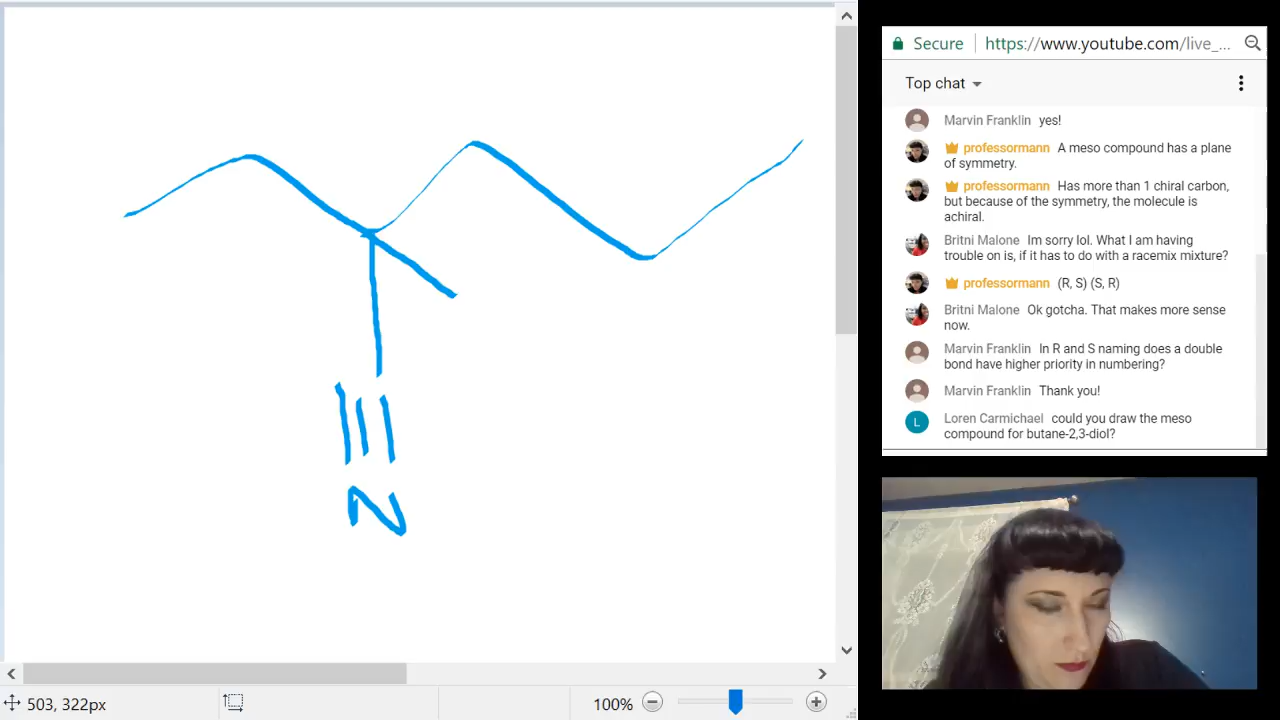 N
503, 322px
100%
Secure
https://www.youtube.com/live_...
Top chat
Marvin Franklin yes!
professormann A meso compound has a plane
of symmetry.
professormann Has more than 1 chiral carbon,
but because of the symmetry, the molecule is
achiral.
Britni Malone Im sorry lol. What I am having
trouble on is, if it has to do with a racemix mixture?
professormann (R, S) (S, R)
Britni Malone Ok gotcha. That makes more sense
now.
Marvin Franklin In R and S naming does a double
bond have higher priority in numbering?
Marvin Franklin Thank you!
L
Loren Carmichael could you draw the meso
compound for butane-2,3-diol?